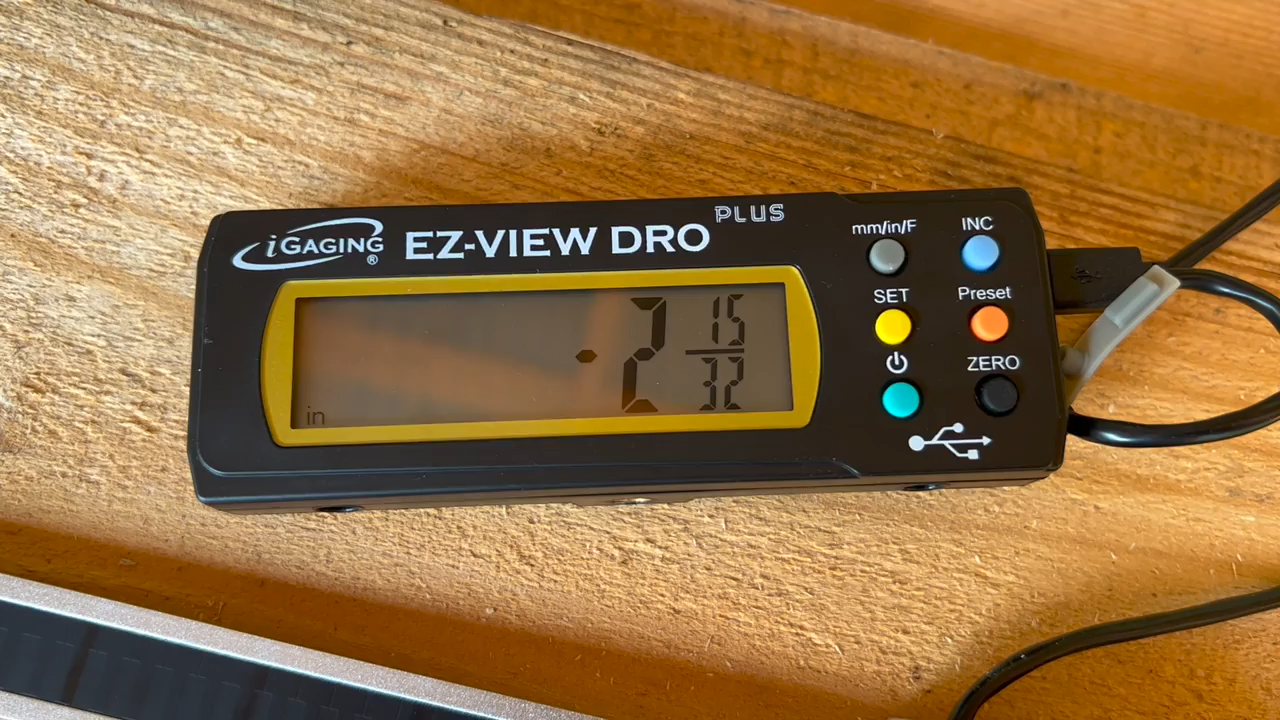 iGAGING®
EZ-VIEW DRO PLUS
mm/in/F
INC
SET
Preset
ZERO
-2 15/32
in